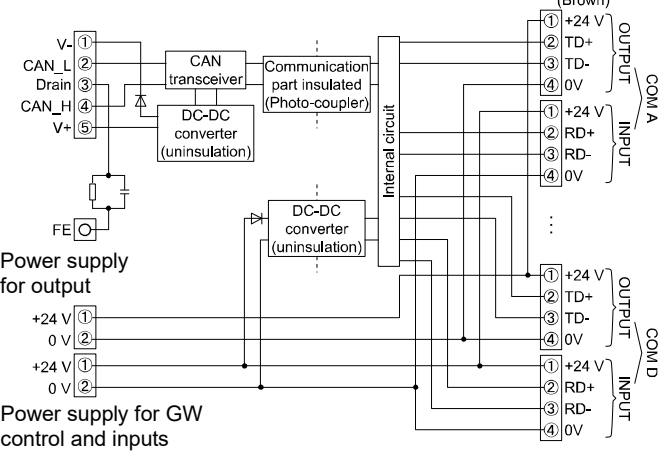 (Brown)
V- ①
CAN_L ②
Drain ③
CAN_H ④
V+ ⑤
CAN
transceiver
Communication
part insulated
(Photo-coupler)
DC-DC
converter
(uninsulation)
Internal circuit
① +24 V
② TD+
③ TD-
④ 0V
OUTPUT
① +24 V
② RD+
③ RD-
④ 0V
INPUT
COM A
FE
DC-DC
converter
(uninsulation)
Power supply
for output
+24 V ①
0 V ②
+24 V ①
0 V ②
Power supply for GW
control and inputs
① +24 V
② TD+
③ TD-
④ 0V
OUTPUT
① +24 V
② RD+
③ RD-
④ 0V
INPUT
COM D